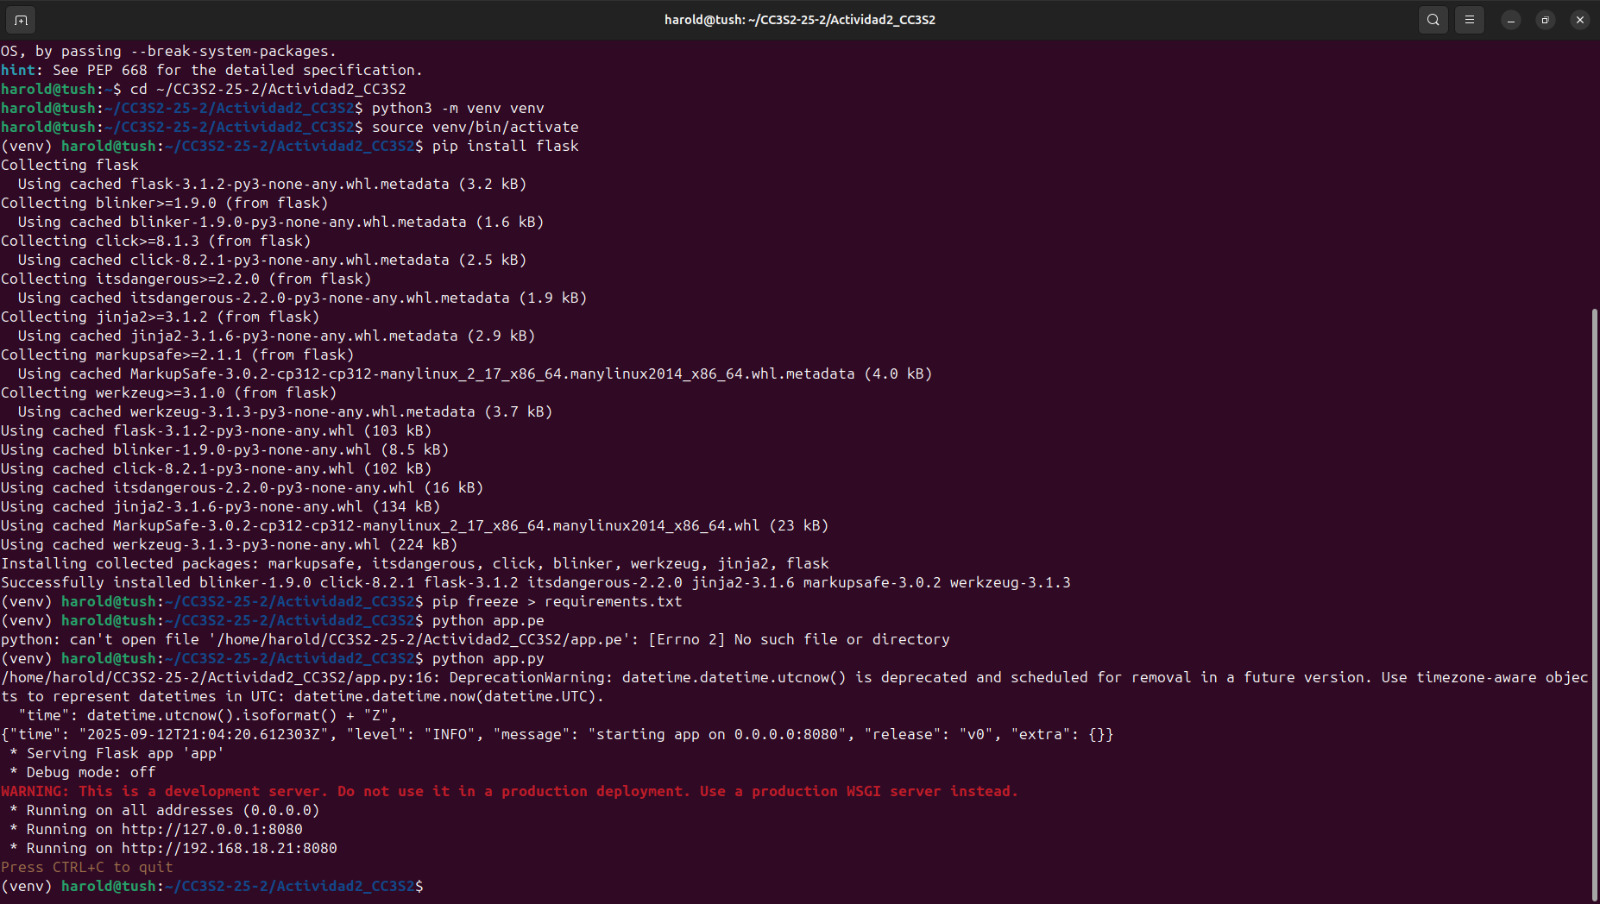 harold@tush: ~/CC3S2-25-2/Actividad2_CC3S2
OS, by passing --break-system-packages.
hint: See PEP 668 for the detailed specification.
harold@tush:~$ cd ~/CC3S2-25-2/Actividad2_CC3S2
harold@tush:~/CC3S2-25-2/Actividad2_CC3S2$ python3 -m venv venv
harold@tush:~/CC3S2-25-2/Actividad2_CC3S2$ source venv/bin/activate
(venv) harold@tush:~/CC3S2-25-2/Actividad2_CC3S2$ pip install flask
Collecting flask
  Using cached flask-3.1.2-py3-none-any.whl.metadata (3.2 kB)
Collecting blinker>=1.9.0 (from flask)
  Using cached blinker-1.9.0-py3-none-any.whl.metadata (1.6 kB)
Collecting click>=8.1.3 (from flask)
  Using cached click-8.2.1-py3-none-any.whl.metadata (2.5 kB)
Collecting itsdangerous>=2.2.0 (from flask)
  Using cached itsdangerous-2.2.0-py3-none-any.whl.metadata (1.9 kB)
Collecting jinja2>=3.1.2 (from flask)
  Using cached jinja2-3.1.6-py3-none-any.whl.metadata (2.9 kB)
Collecting markupsafe>=2.1.1 (from flask)
  Using cached MarkupSafe-3.0.2-cp312-cp312-manylinux_2_17_x86_64.manylinux2014_x86_64.whl.metadata (4.0 kB)
Collecting werkzeug>=3.1.0 (from flask)
  Using cached werkzeug-3.1.3-py3-none-any.whl.metadata (3.7 kB)
Using cached flask-3.1.2-py3-none-any.whl (103 kB)
Using cached blinker-1.9.0-py3-none-any.whl (8.5 kB)
Using cached click-8.2.1-py3-none-any.whl (102 kB)
Using cached itsdangerous-2.2.0-py3-none-any.whl (16 kB)
Using cached jinja2-3.1.6-py3-none-any.whl (134 kB)
Using cached MarkupSafe-3.0.2-cp312-cp312-manylinux_2_17_x86_64.manylinux2014_x86_64.whl (23 kB)
Using cached werkzeug-3.1.3-py3-none-any.whl (224 kB)
Installing collected packages: markupsafe, itsdangerous, click, blinker, werkzeug, jinja2, flask
Successfully installed blinker-1.9.0 click-8.2.1 flask-3.1.2 itsdangerous-2.2.0 jinja2-3.1.6 markupsafe-3.0.2 werkzeug-3.1.3
(venv) harold@tush:~/CC3S2-25-2/Actividad2_CC3S2$ pip freeze > requirements.txt
(venv) harold@tush:~/CC3S2-25-2/Actividad2_CC3S2$ python app.pe
python: can't open file '/home/harold/CC3S2-25-2/Actividad2_CC3S2/app.pe': [Errno 2] No such file or directory
(venv) harold@tush:~/CC3S2-25-2/Actividad2_CC3S2$ python app.py
/home/harold/CC3S2-25-2/Actividad2_CC3S2/app.py:16: DeprecationWarning: datetime.datetime.utcnow() is deprecated and scheduled for removal in a future version. Use timezone-aware objec
ts to represent datetimes in UTC: datetime.datetime.now(datetime.UTC).
  "time": datetime.utcnow().isoformat() + "Z",
{"time": "2025-09-12T21:04:20.612303Z", "level": "INFO", "message": "starting app on 0.0.0.0:8080", "release": "v0", "extra": {}}
 * Serving Flask app 'app'
 * Debug mode: off
WARNING: This is a development server. Do not use it in a production deployment. Use a production WSGI server instead.
 * Running on all addresses (0.0.0.0)
 * Running on http://127.0.0.1:8080
 * Running on http://192.168.18.21:8080
Press CTRL+C to quit
(venv) harold@tush:~/CC3S2-25-2/Actividad2_CC3S2$